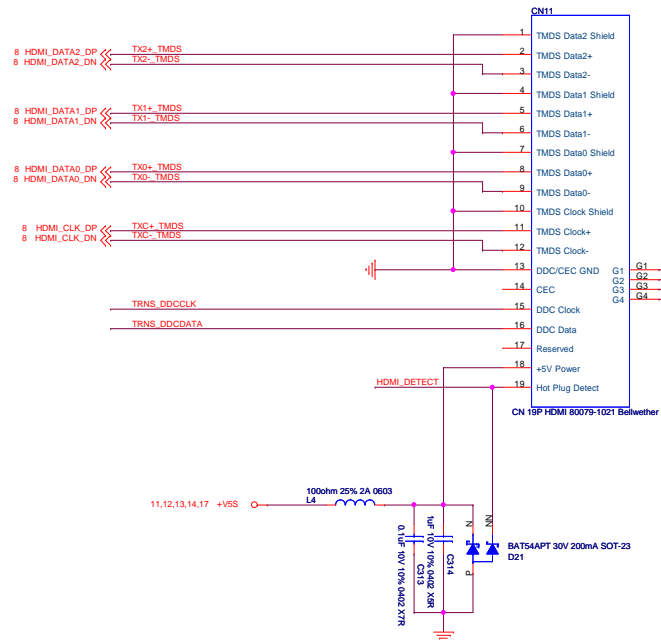 CN11
1 TMDS Data2 Shield
8 HDMI_DATA2_DP TX2+_TMDS 2 TMDS Data2+
8 HDMI_DATA2_DN TX2-_TMDS 3 TMDS Data2-
4 TMDS Data1 Shield
8 HDMI_DATA1_DP TX1+_TMDS 5 TMDS Data1+
8 HDMI_DATA1_DN TX1-_TMDS 6 TMDS Data1-
7 TMDS Data0 Shield
8 HDMI_DATA0_DP TX0+_TMDS 8 TMDS Data0+
8 HDMI_DATA0_DN TX0-_TMDS 9 TMDS Data0-
10 TMDS Clock Shield
8 HDMI_CLK_DP TXC+_TMDS 11 TMDS Clock+
8 HDMI_CLK_DN TXC-_TMDS 12 TMDS Clock-
13 DDC/CEC GND G1 G1
G2 G2
14 CEC G3 G3
G4 G4
TRNS_DDCCLK 15 DDC Clock
TRNS_DDCDATA 16 DDC Data
17 Reserved
18 +5V Power
HDMI_DETECT 19 Hot Plug Detect
CN 19P HDMI 80079-1021 Bellwether
100ohm 25% 2A 0603
L4
11,12,13,14,17 +V5S
0.1uF 10V 10% 0402 X7R
C313
1uF 10V 10% 0402 X5R
C314
N
NN
P
BAT54APT 30V 200mA SOT-23
D21